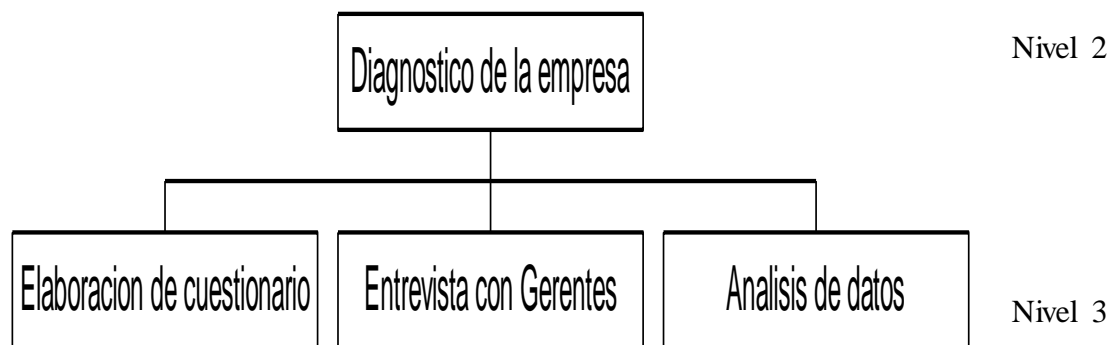 Diagnostico de la empresa
Nivel 2
Elaboracion de cuestionario
Entrevista con Gerentes
Analisis de datos
Nivel 3